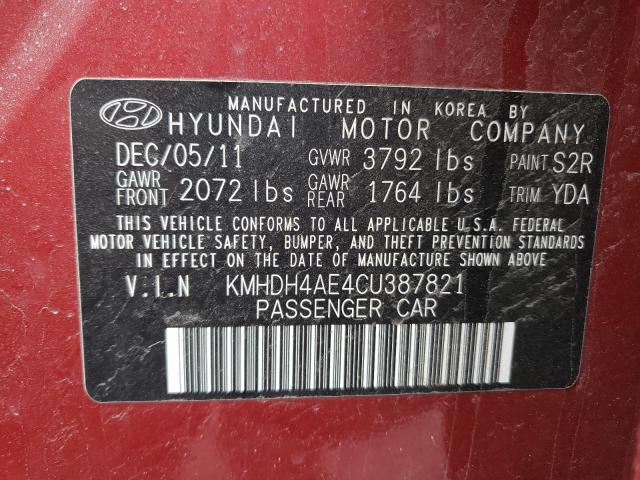 MANUFACTURED IN KOREA BY
HYUNDAI MOTOR COMPANY
DEC/05/11 GVWR 3792 lbs PAINT S2R
GAWR FRONT 2072 lbs GAWR REAR 1764 lbs TRIM YDA
THIS VEHICLE CONFORMS TO ALL APPLICABLE U.S.A. FEDERAL
MOTOR VEHICLE SAFETY, BUMPER, AND THEFT PREVENTION STANDARDS
IN EFFECT ON THE DATE OF MANUFACTURE SHOWN ABOVE
V.I.N KMHDH4AE4CU387821
PASSENGER CAR